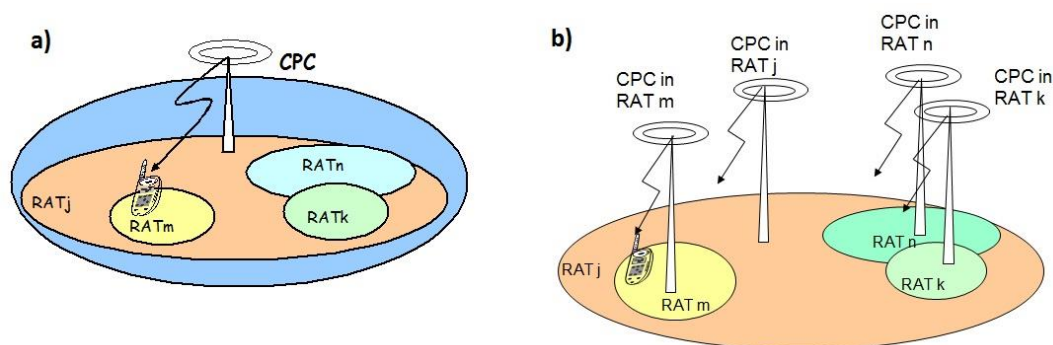 a)
CPC
RATn
RATj
RATm
RATk
b)
CPC in
RAT m
CPC in
RAT j
CPC in
RAT n
CPC in
RAT k
RAT j
RAT m
RAT n
RAT k